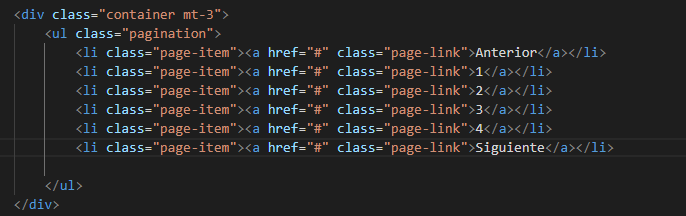 <div class="container mt-3">
<ul class="pagination">
<li class="page-item"><a href="#" class="page-link">Anterior</a></li>
<li class="page-item"><a href="#" class="page-link">1</a></li>
<li class="page-item"><a href="#" class="page-link">2</a></li>
<li class="page-item"><a href="#" class="page-link">3</a></li>
<li class="page-item"><a href="#" class="page-link">4</a></li>
<li class="page-item"><a href="#" class="page-link">Siguiente</a></li>
</ul>
</div>